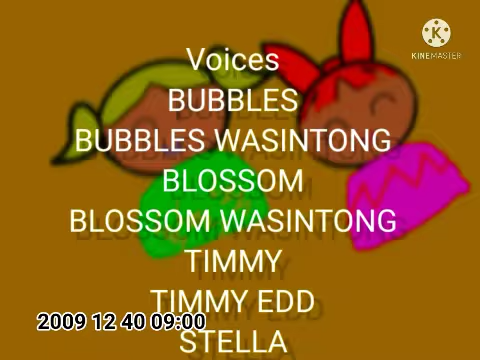 Voices
K
KINEMASTER
BUBBLES
BUBBLES WASINTONG
BLOSSOM
BLOSSOM WASINTONG
TIMMY
TIMMY EDD
2009 12 40 09:00
STELLA